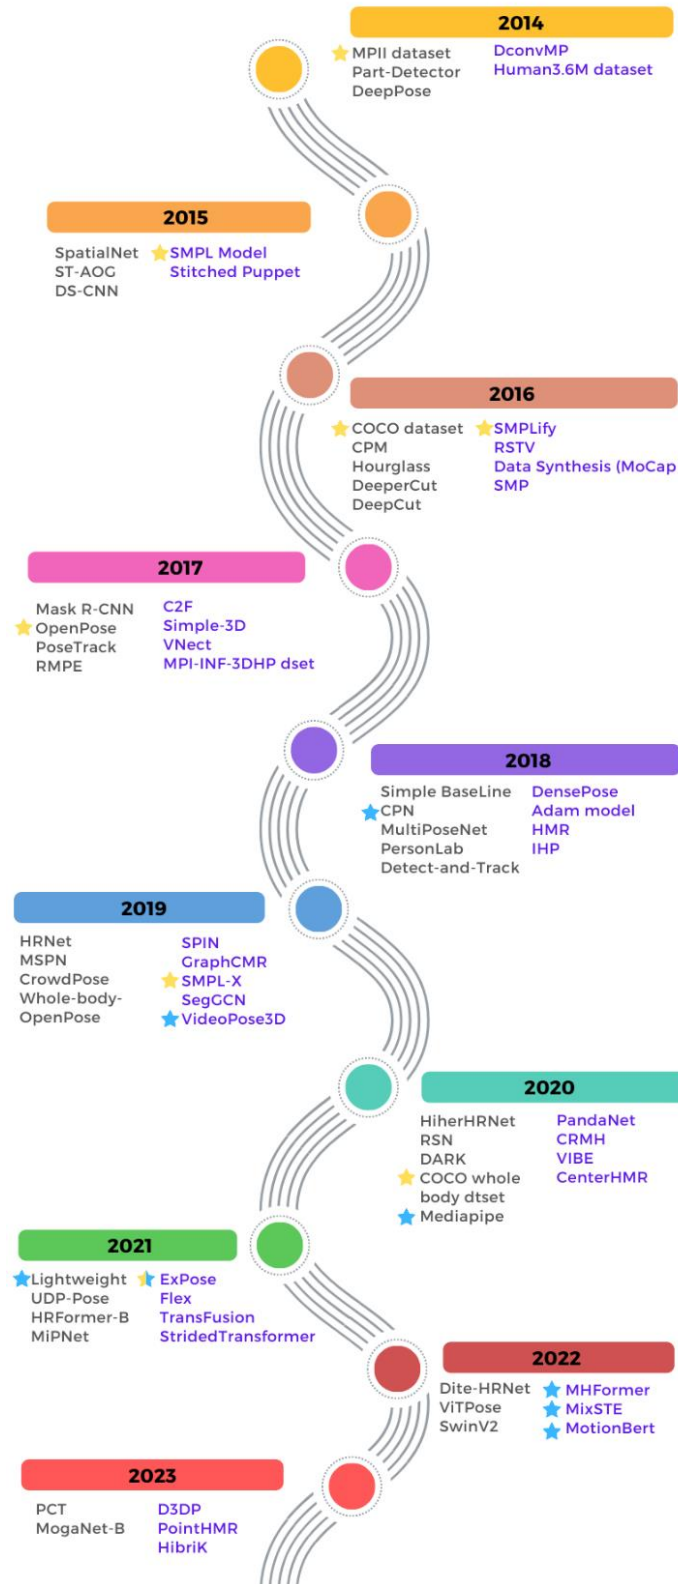 2014
MPII dataset
Part-Detector
DeepPose
DconvMP
Human3.6M dataset
2015
SpatialNet
ST-AOG
DS-CNN
SMPL Model
Stitched Puppet
2016
COCO dataset
CPM
Hourglass
DeeperCut
DeepCut
SMPLify
RSTV
Data Synthesis (MoCap
SMP
2017
Mask R-CNN
OpenPose
PoseTrack
RMPE
C2F
Simple-3D
VNect
MPI-INF-3DHP dset
2018
Simple BaseLine
CPN
MultiPoseNet
PersonLab
Detect-and-Track
DensePose
Adam model
HMR
IHP
2019
HRNet
MSPN
CrowdPose
Whole-body-
OpenPose
SPIN
GraphCMR
SMPL-X
SegGCN
VideoPose3D
2020
HiherHRNet
RSN
DARK
COCO whole
body dtset
Mediapipe
PandaNet
CRMH
VIBE
CenterHMR
2021
Lightweight
UDP-Pose
HRFormer-B
MiPNet
ExPose
Flex
TransFusion
StridedTransformer
2022
Dite-HRNet
ViTPose
SwinV2
MHFormer
MixSTE
MotionBert
2023
PCT
MogaNet-B
D3DP
PointHMR
HibriK